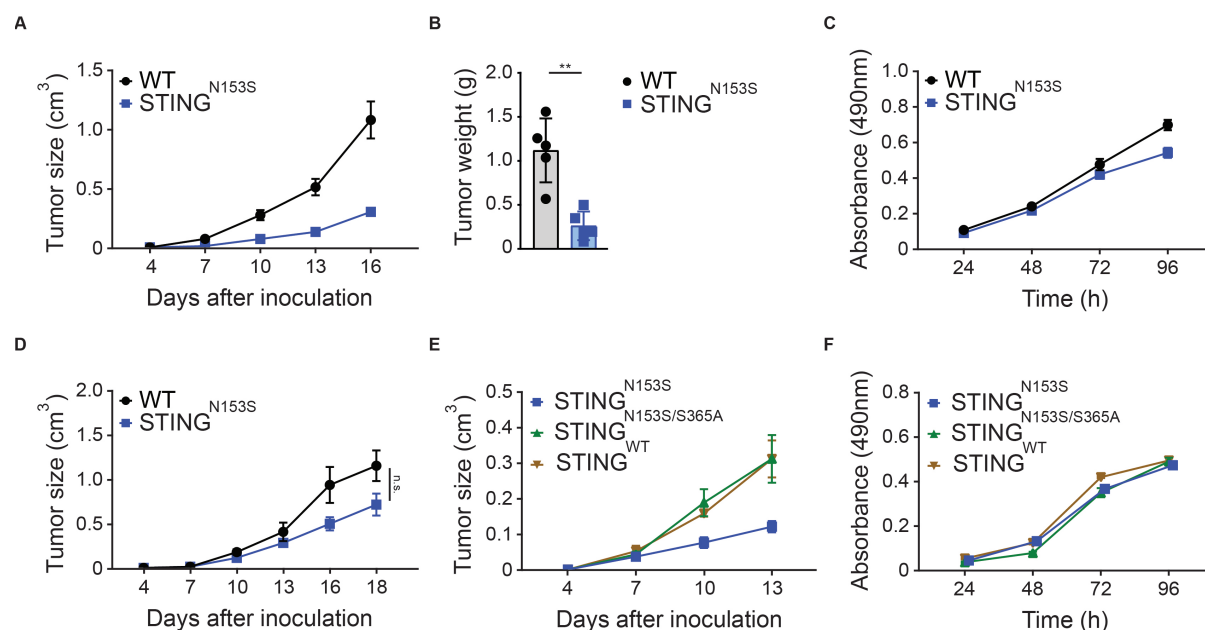 A
WT
STING^N153S
Tumor size (cm³)
1.5
1.0
0.5
0
4 7 10 13 16
Days after inoculation
B
**
WT
STING^N153S
Tumor weight (g)
2.0
1.5
1.0
0.5
0
C
WT
STING^N153S
Absorbance (490nm)
1.0
0.8
0.6
0.4
0.2
0
24 48 72 96
Time (h)
D
WT
STING^N153S
Tumor size (cm³)
2.0
1.5
1.0
0.5
0
n.s.
4 7 10 13 16 18
Days after inoculation
E
STING^N153S
STING^N153S/S365A
STING^WT
Tumor size (cm³)
0.5
0.4
0.3
0.2
0.1
0
4 7 10 13
Days after inoculation
F
STING^N153S
STING^N153S/S365A
STING^WT
Absorbance (490nm)
0.8
0.6
0.4
0.2
0
24 48 72 96
Time (h)